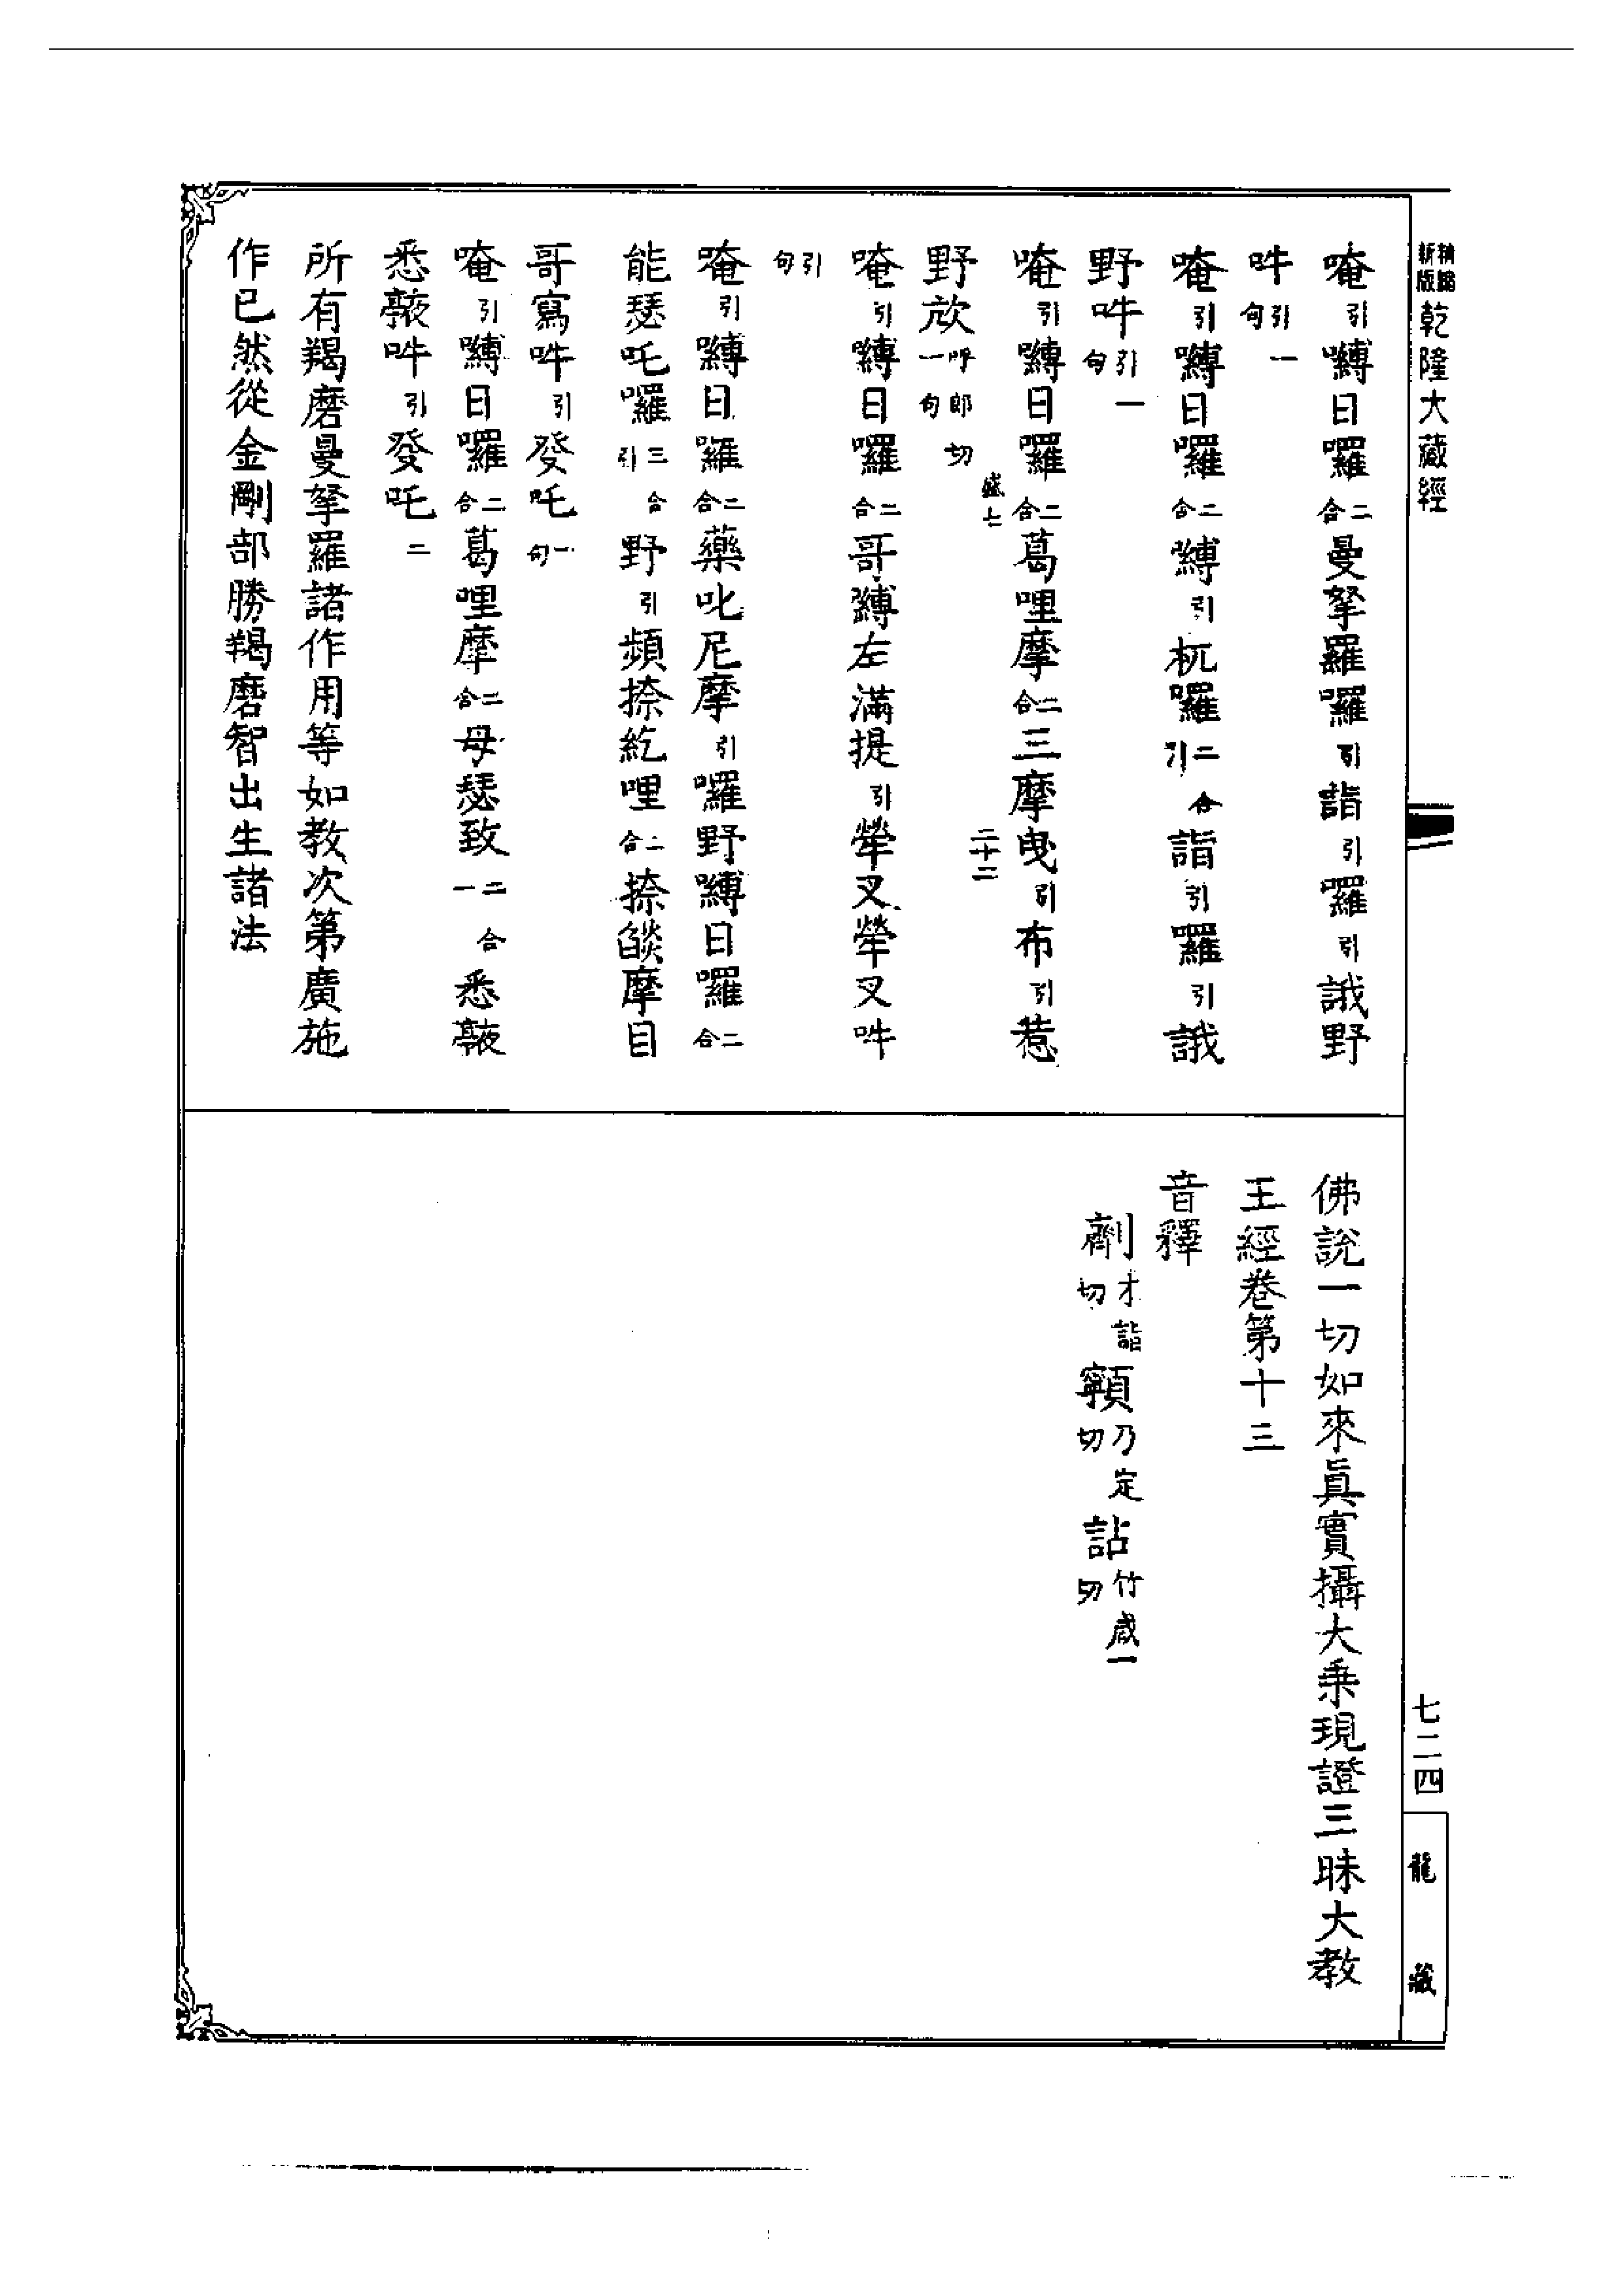 新版 精縮 乾隆大藏經
唵引嚩日囉二合曼拏羅囉引詣引囉引誐野
吽引一句
唵引嚩日囉二合嚩引杌囉二合引詣引囉引誐
野吽引一句
唵引嚩日囉二合葛哩摩二合三摩曳引布引惹
盛七 二十二
野㰠呼郎切一句
唵引嚩日囉二合哥嚩左滿提引犖叉犖叉吽
引句
唵引嚩日囉二合藥叱尼摩引囉野嚩日囉二合
能瑟吒囉三合引野引頻捺紇哩二合捺燄摩目
哥寫吽引發吒一句
唵引嚩日囉二合葛哩摩二合母瑟致二合一悉
悉吽引發吒二
所有羯磨曼拏羅諸作用等如教次第廣施
作已然從金剛部勝羯磨智出生諸法
佛說一切如來真實攝大乘現證三昧大教
王經卷第十三
音釋
劑才詣切 顊乃定切 詀竹咸切
七二四
龍藏